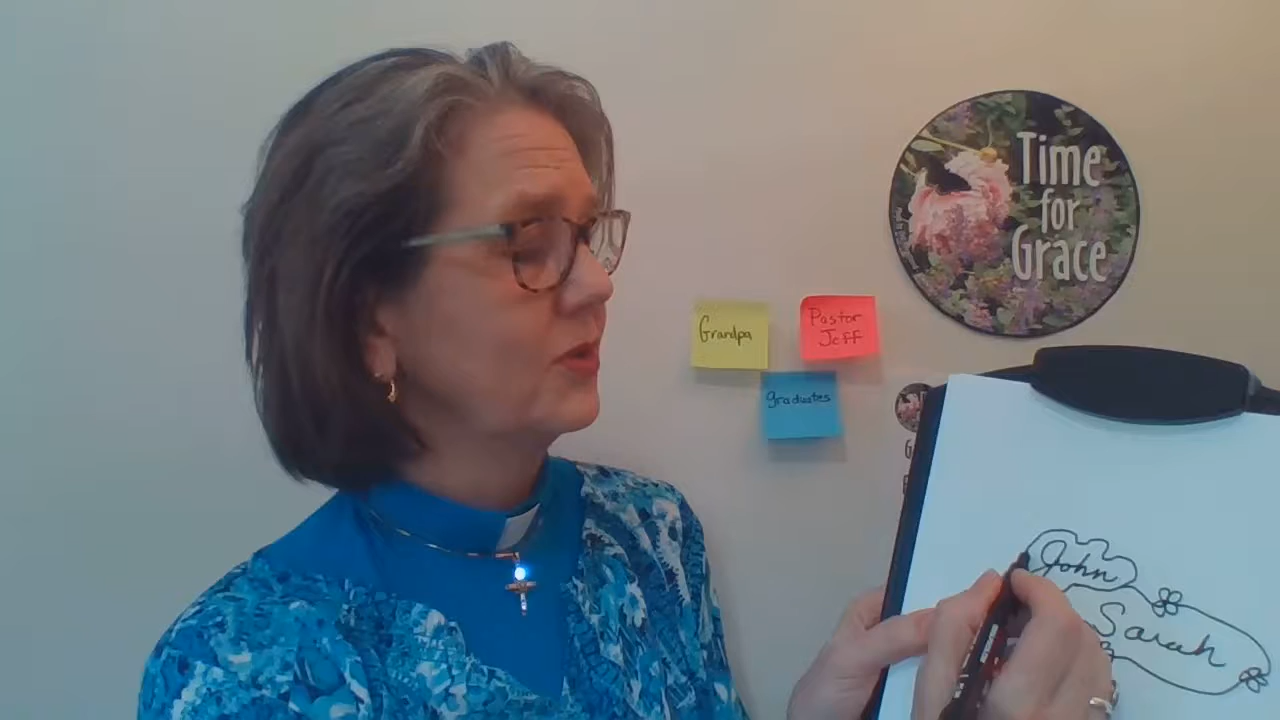 Time
for
Grace
Grandpa
Pastor
Jeff
graduates
John
Sarah